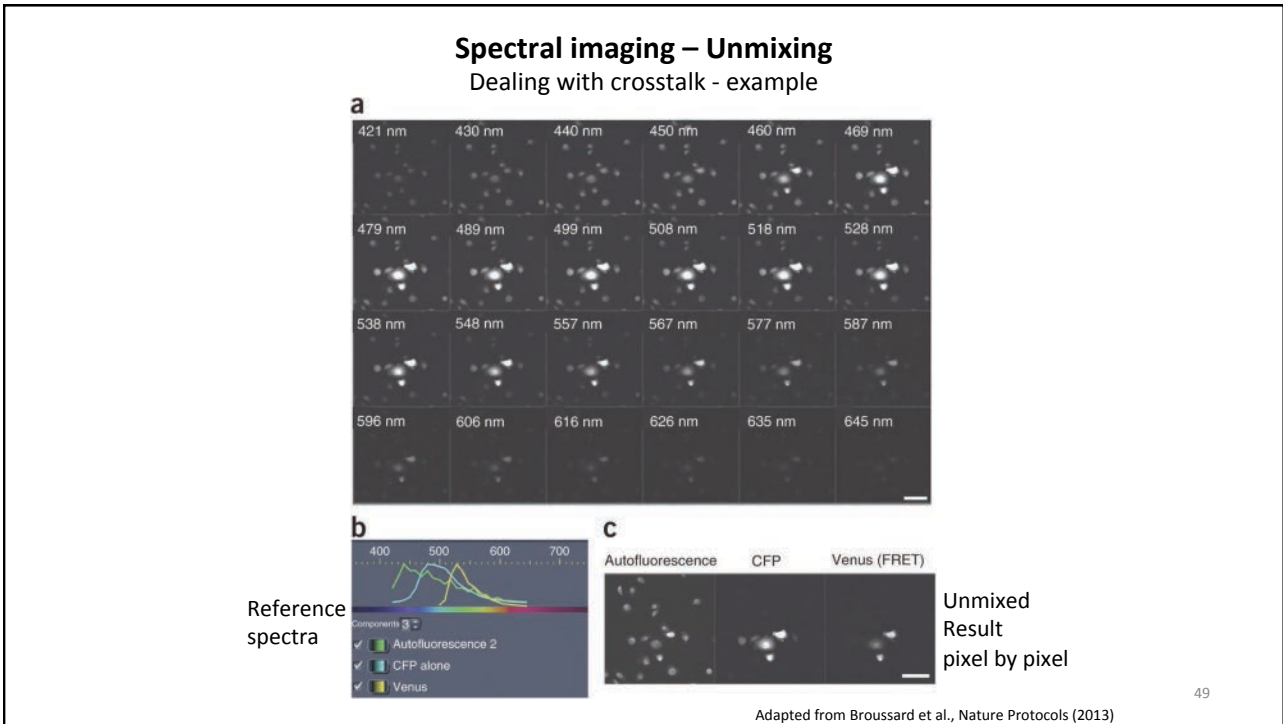 Spectral imaging – Unmixing
Dealing with crosstalk - example
a
421 nm 430 nm 440 nm 450 nm 460 nm 469 nm
479 nm 489 nm 499 nm 508 nm 518 nm 528 nm
538 nm 548 nm 557 nm 567 nm 577 nm 587 nm
596 nm 606 nm 616 nm 626 nm 635 nm 645 nm
b
400 500 600 700
Reference
spectra
Components 3
Autofluorescence 2
CFP alone
Venus
c
Autofluorescence CFP Venus (FRET)
Unmixed
Result
pixel by pixel
49
Adapted from Broussard et al., Nature Protocols (2013)